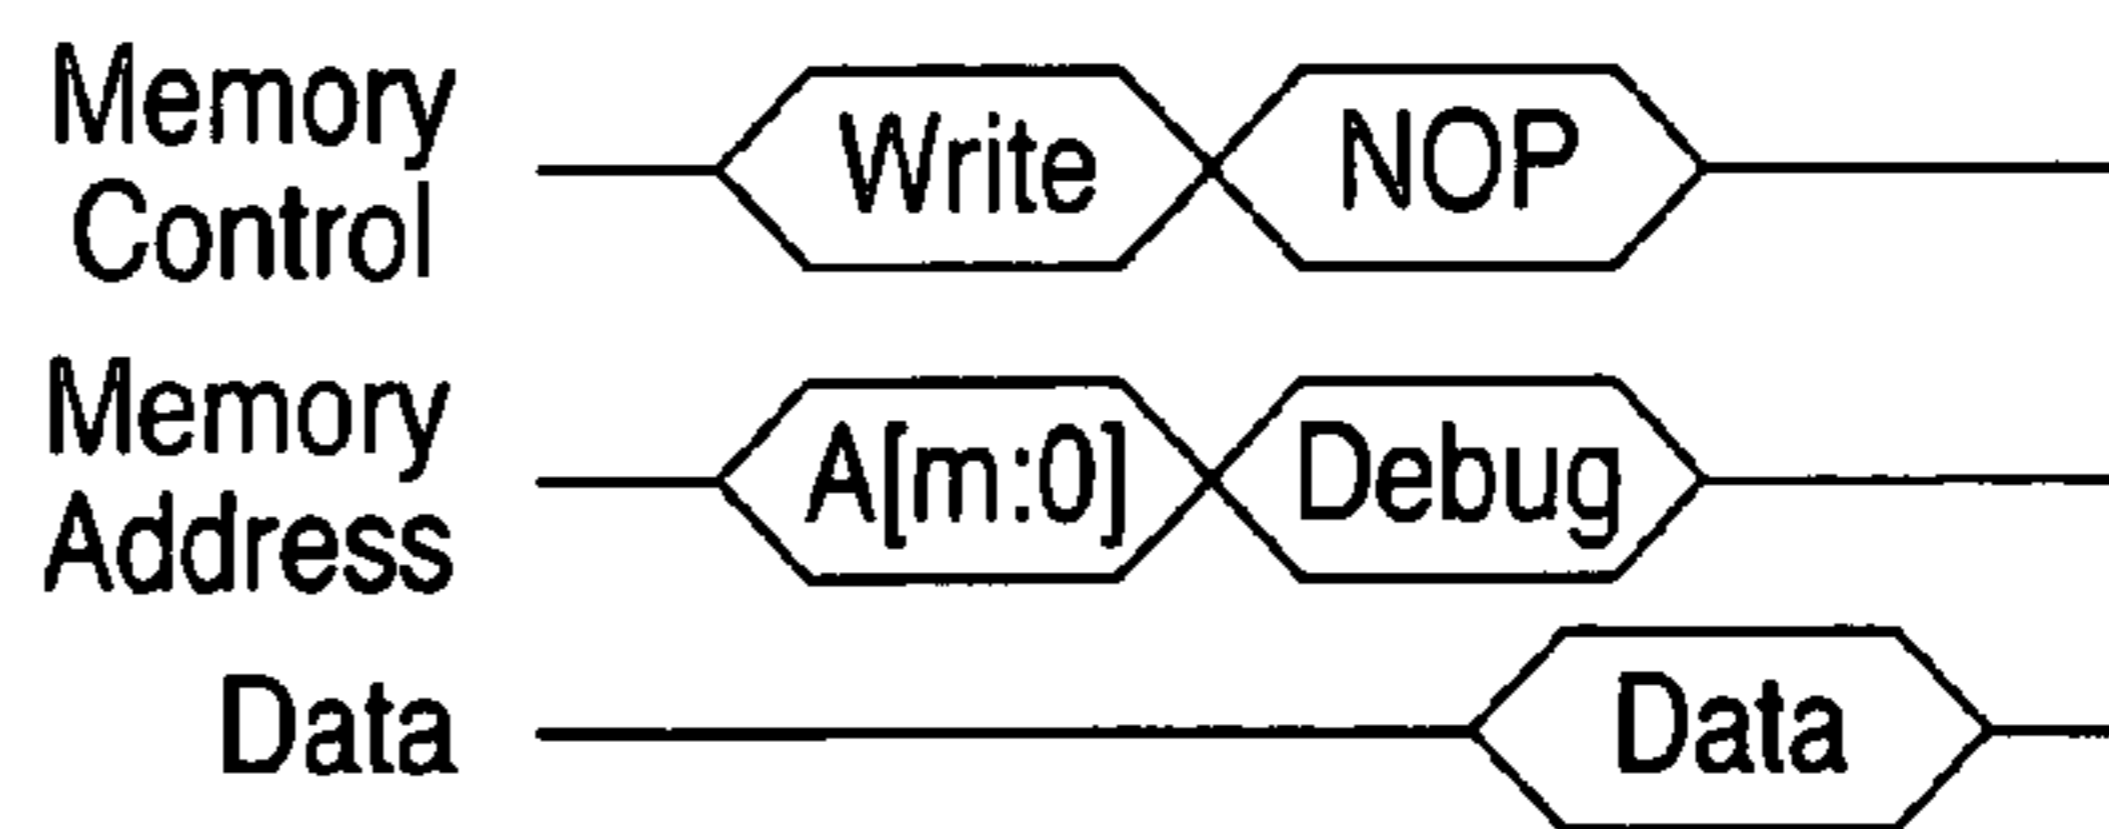 Memory
Control
Write
NOP
Memory
Address
A[m:0]
Debug
Data
Data